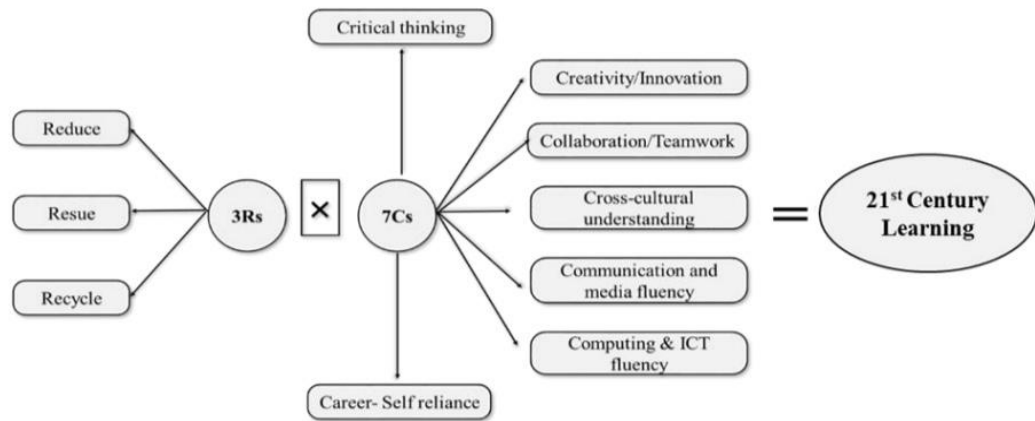 Critical thinking
Creativity/Innovation
Reduce
Collaboration/Teamwork
Resue
3Rs
×
7Cs
Cross-cultural
understanding
=
21st Century
Learning
Recycle
Communication and
media fluency
Computing & ICT
fluency
Career- Self reliance